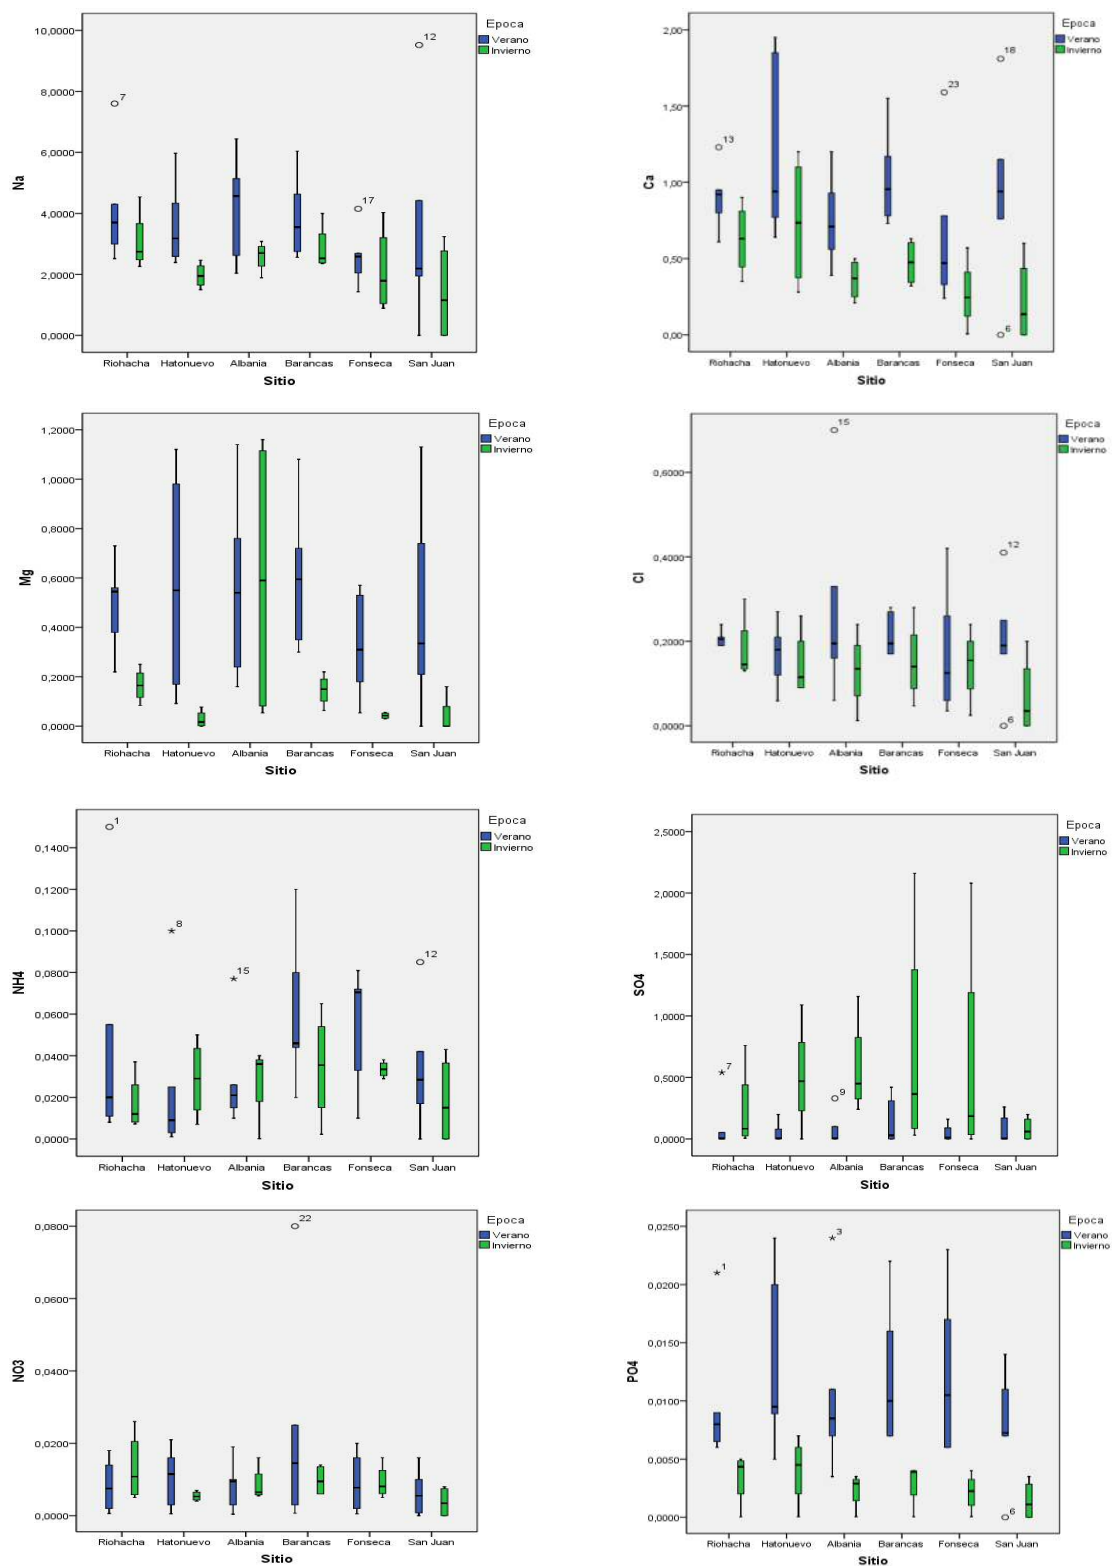 Epoca
Verano
Invierno
12
7
17
10,0000
8,0000
6,0000
4,0000
2,0000
0,0000
Na
Riohacha Hatonuevo Albania Barancas Fonseca San Juan
Sitio
Epoca
Verano
Invierno
18
23
13
6
2,00
1,50
1,00
0,50
0,00
Ca
Riohacha Hatonuevo Albania Barancas Fonseca San Juan
Sitio
Epoca
Verano
Invierno
1,2000
1,0000
0,8000
0,6000
0,4000
0,2000
0,0000
Mg
Riohacha Hatonuevo Albania Barancas Fonseca San Juan
Sitio
Epoca
Verano
Invierno
15
12
6
0,6000
0,4000
0,2000
0,0000
Cl
Riohacha Hatonuevo Albania Barancas Fonseca San Juan
Sitio
Epoca
Verano
Invierno
1
8
15
12
0,1400
0,1200
0,1000
0,0800
0,0600
0,0400
0,0200
0,0000
NH4
Riohacha Hatonuevo Albania Barancas Fonseca San Juan
Sitio
Epoca
Verano
Invierno
7
9
2,5000
2,0000
1,5000
1,0000
0,5000
0,0000
SO4
Riohacha Hatonuevo Albania Barancas Fonseca San Juan
Sitio
Epoca
Verano
Invierno
22
0,0800
0,0600
0,0400
0,0200
0,0000
NO3
Riohacha Hatonuevo Albania Barancas Fonseca San Juan
Sitio
Epoca
Verano
Invierno
3
1
6
0,0250
0,0200
0,0150
0,0100
0,0050
0,0000
PO4
Riohacha Hatonuevo Albania Barancas Fonseca San Juan
Sitio